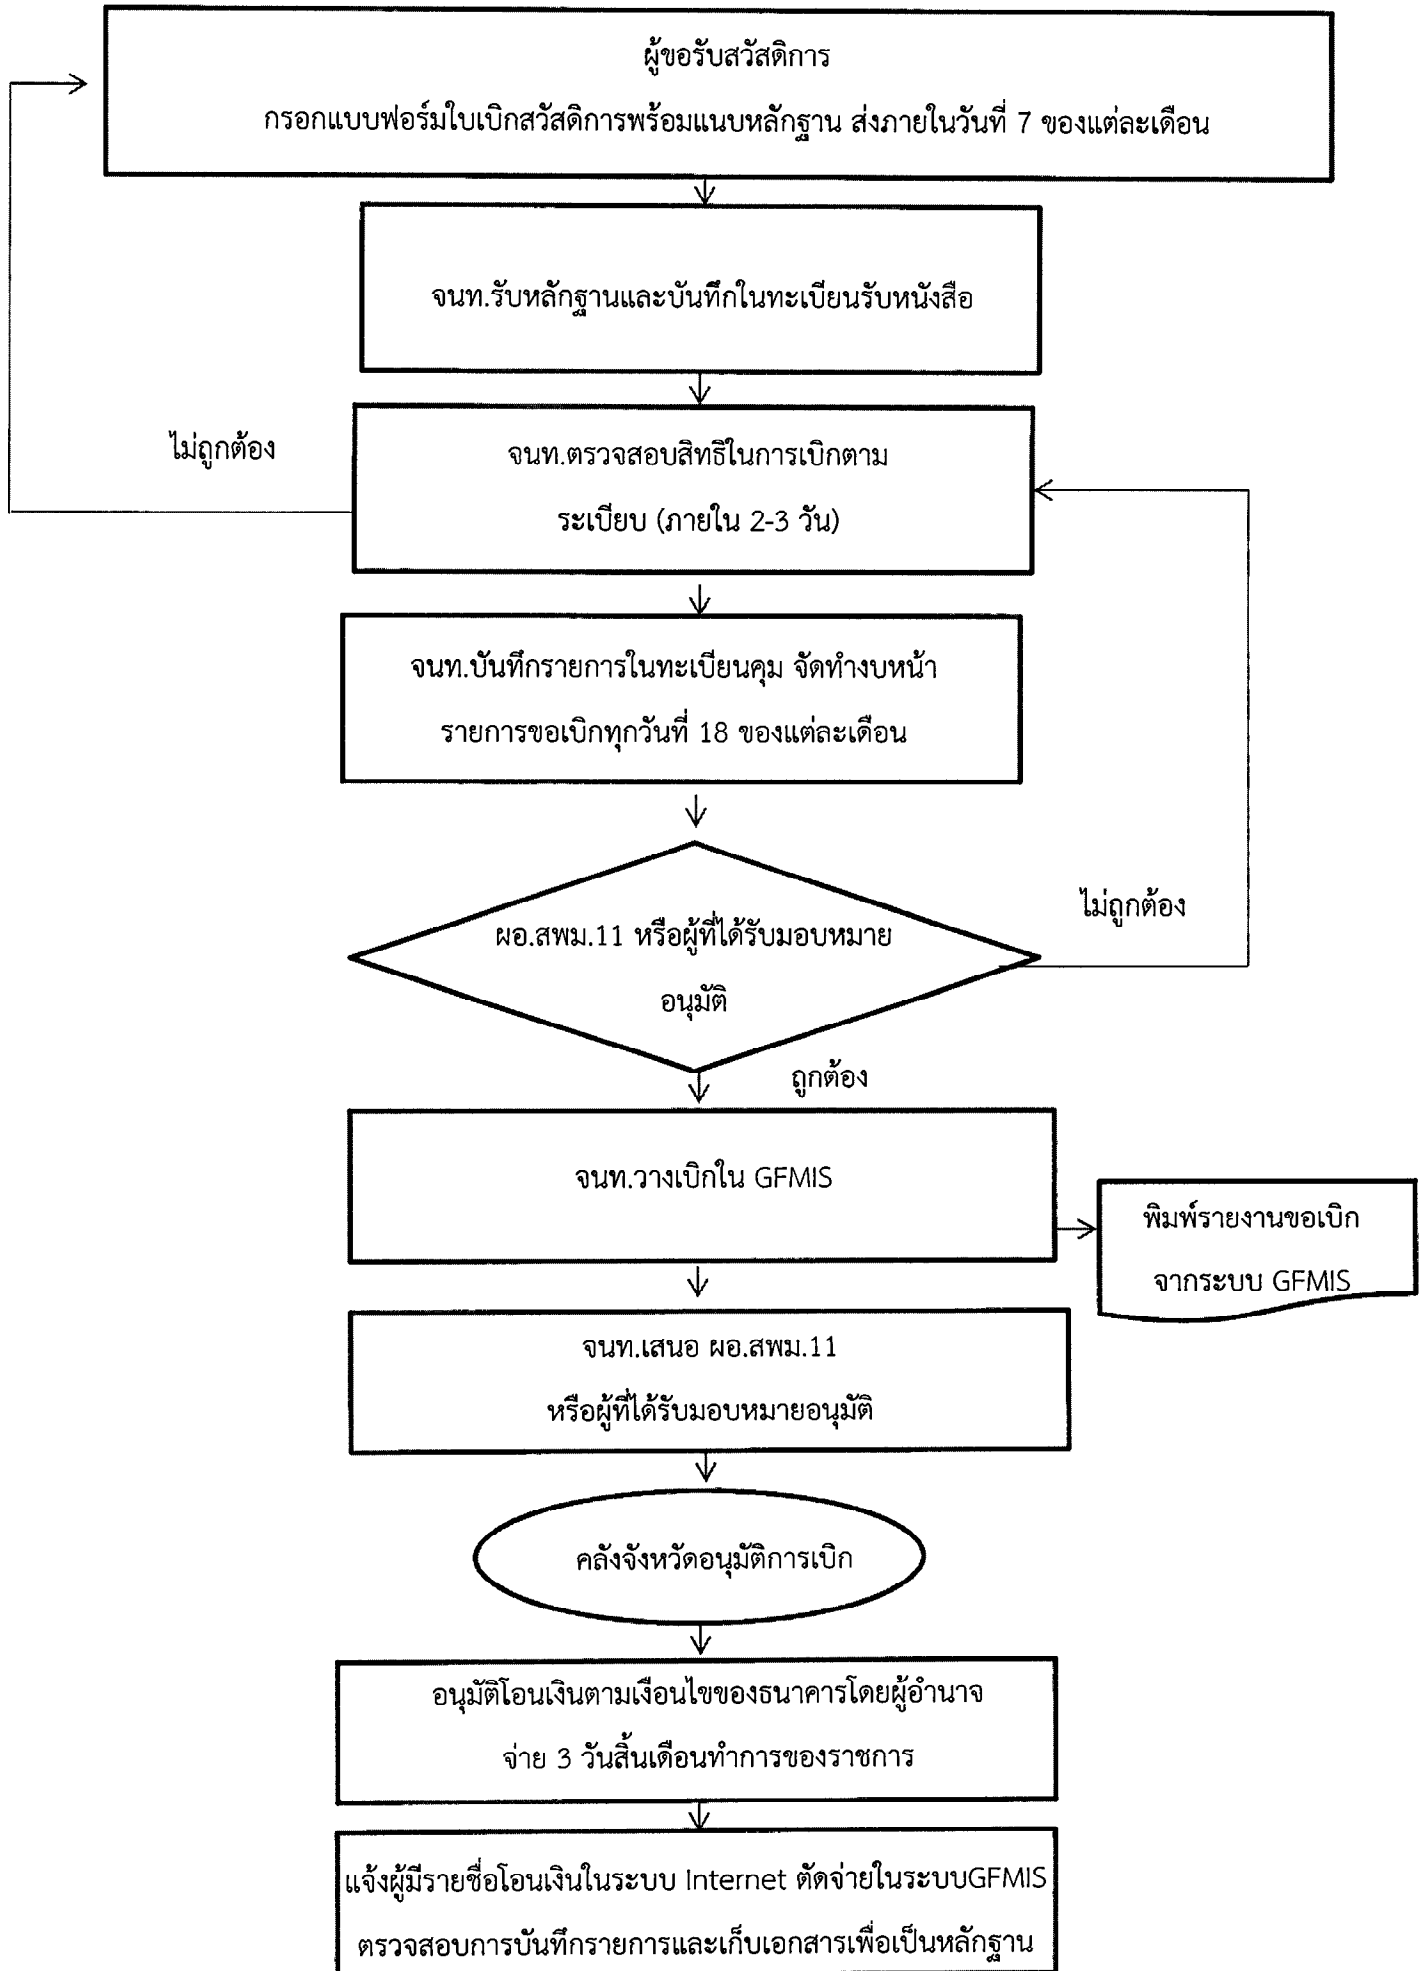 ผู้ขอรับสวัสดิการ
กรอกแบบฟอร์มใบเบิกสวัสดิการพร้อมแนบหลักฐาน ส่งภายในวันที่ 7 ของแต่ละเดือน
จนท.รับหลักฐานและบันทึกในทะเบียนรับหนังสือ
ไม่ถูกต้อง
จนท.ตรวจสอบสิทธิในการเบิกตาม
ระเบียบ (ภายใน 2-3 วัน)
จนท.บันทึกรายการในทะเบียนคุม จัดทำงบหน้า
รายการขอเบิกทุกวันที่ 18 ของแต่ละเดือน
ไม่ถูกต้อง
ผอ.สพม.11 หรือผู้ที่ได้รับมอบหมาย
อนุมัติ
ถูกต้อง
จนท.วางเบิกใน GFMIS
พิมพ์รายงานขอเบิก
จากระบบ GFMIS
จนท.เสนอ ผอ.สพม.11
หรือผู้ที่ได้รับมอบหมายอนุมัติ
คลังจังหวัดอนุมัติการเบิก
อนุมัติโอนเงินตามเงือนไขของธนาคารโดยผู้อำนาจ
จ่าย 3 วันสิ้นเดือนทำการของราชการ
แจ้งผู้มีรายชื่อโอนเงินในระบบ Internet ตัดจ่ายในระบบGFMIS
ตรวจสอบการบันทึกรายการและเก็บเอกสารเพื่อเป็นหลักฐาน